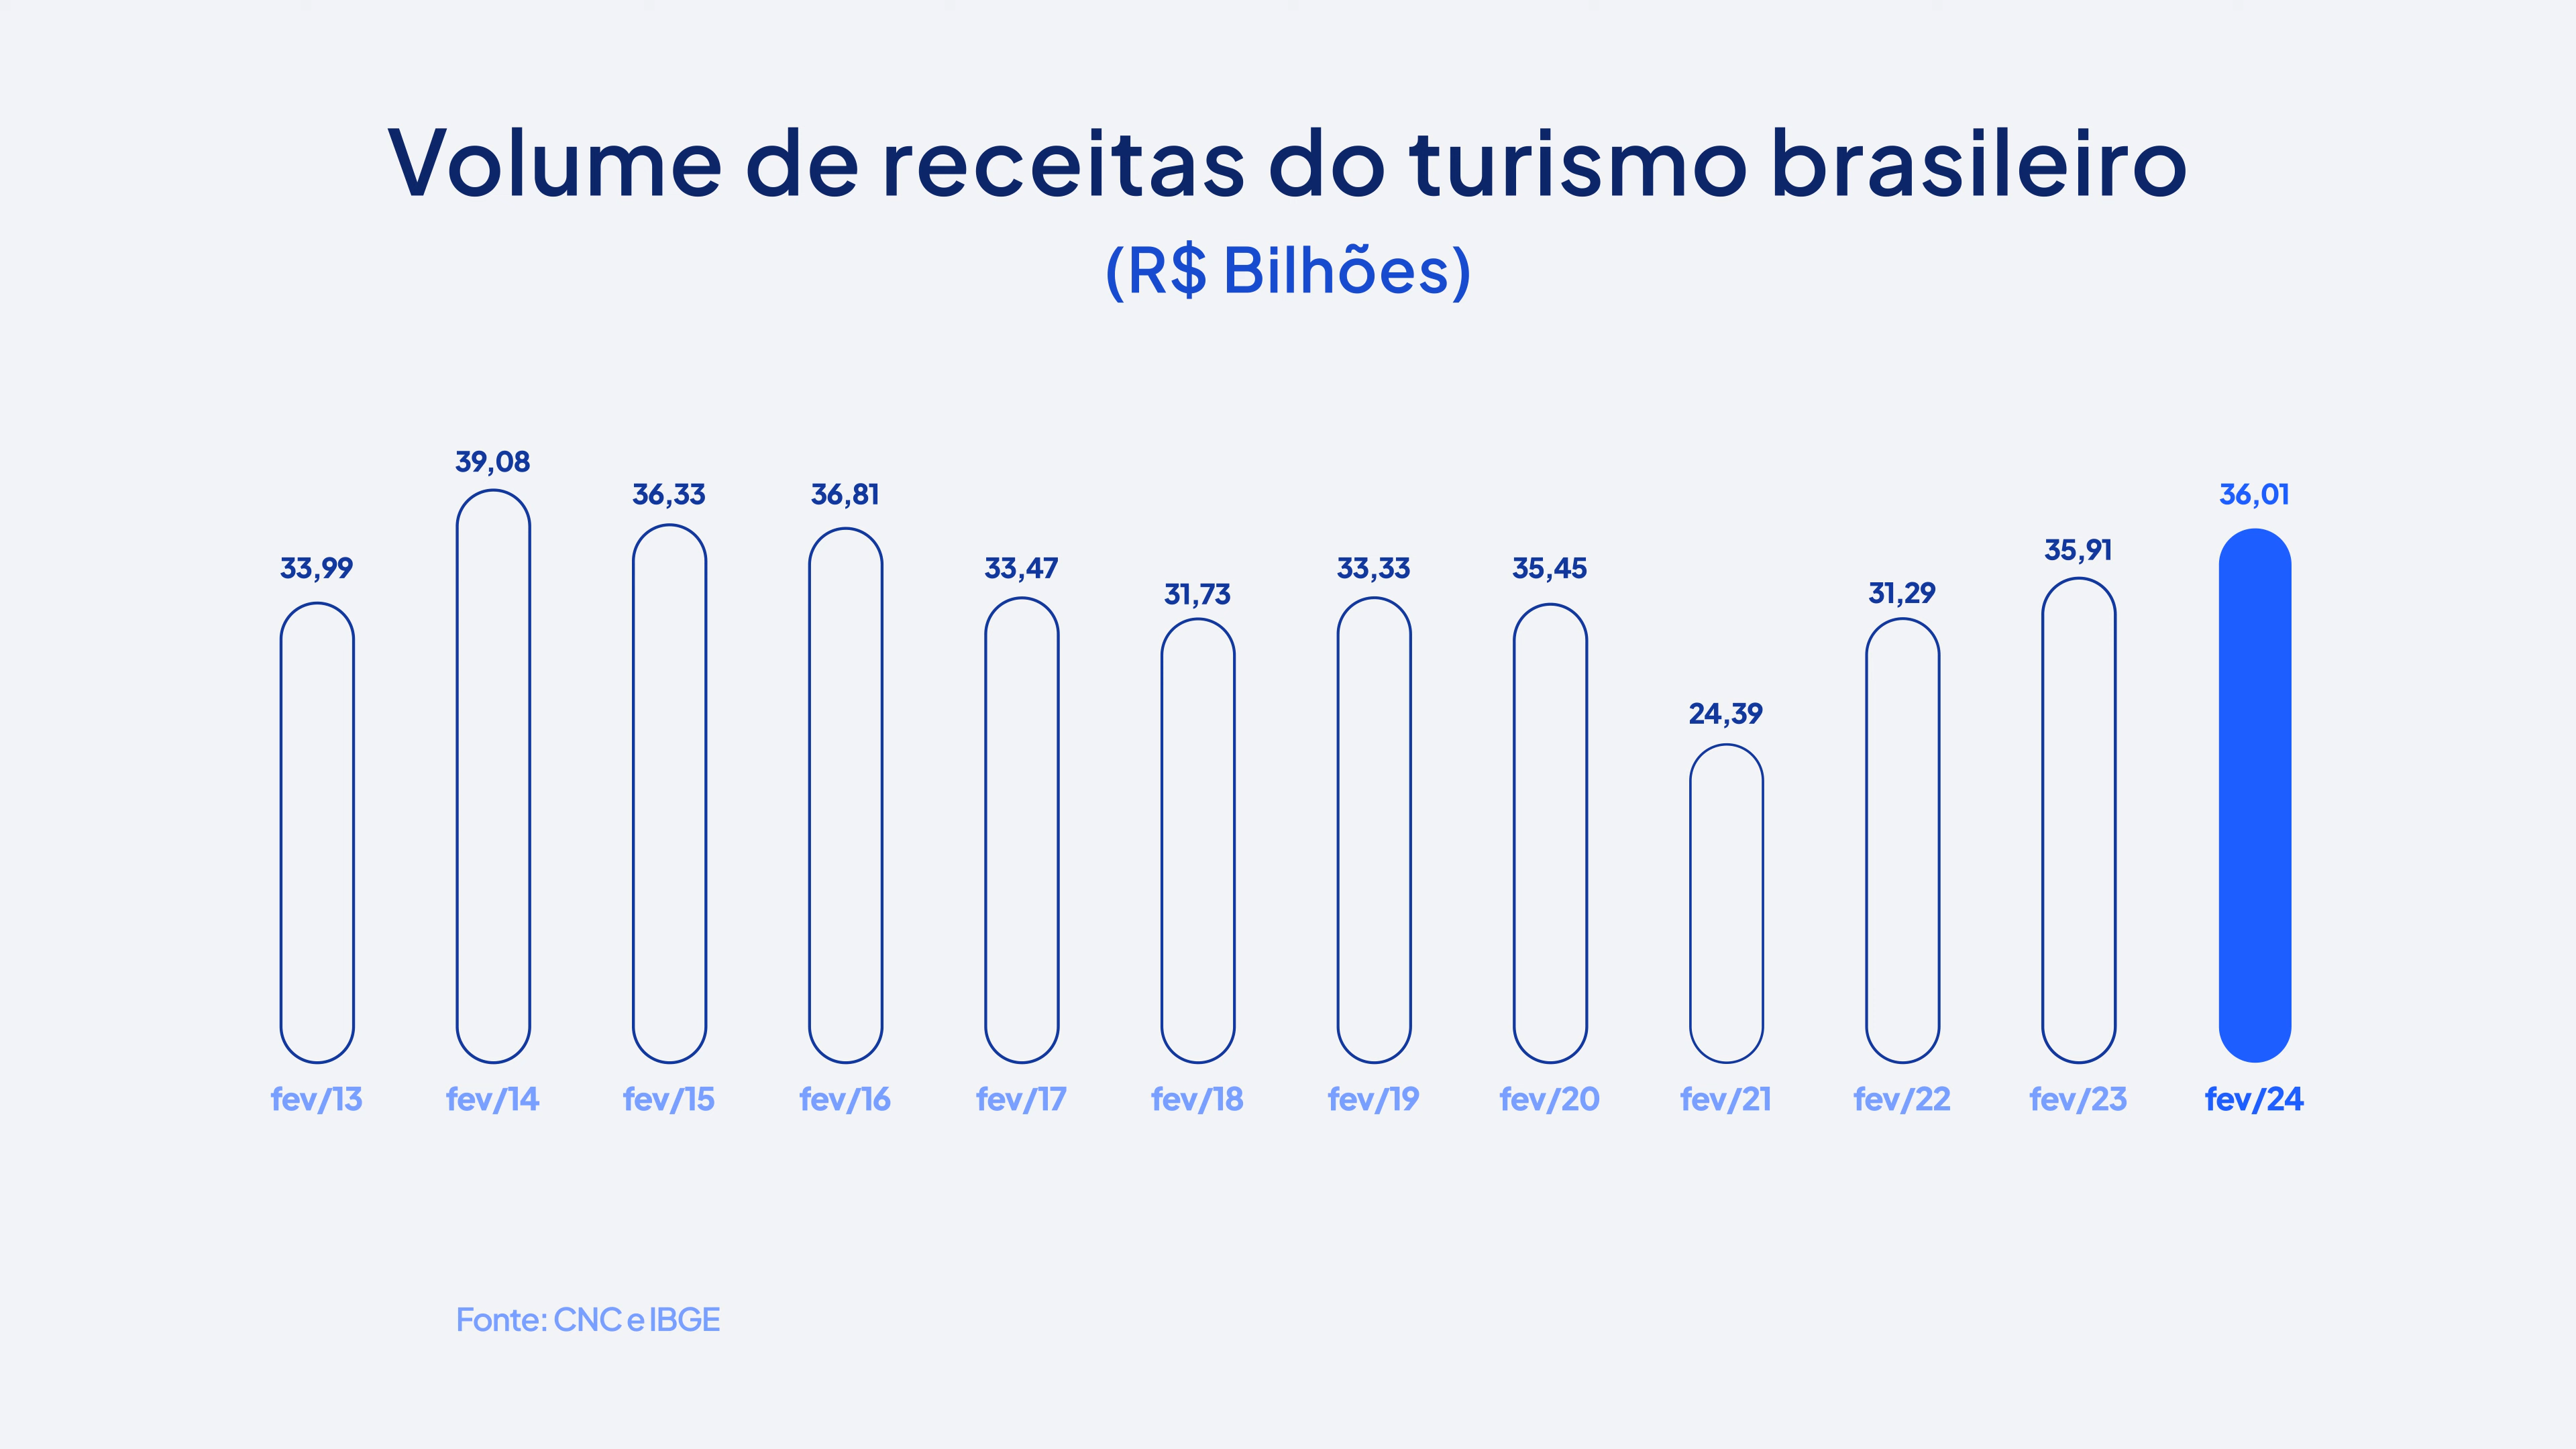 Volume de receitas do turismo brasileiro
(R$ Bilhões)
33,99
39,08
36,33
36,81
33,47
31,73
33,33
35,45
24,39
31,29
35,91
36,01
fev/13
fev/14
fev/15
fev/16
fev/17
fev/18
fev/19
fev/20
fev/21
fev/22
fev/23
fev/24
Fonte: CNC e IBGE